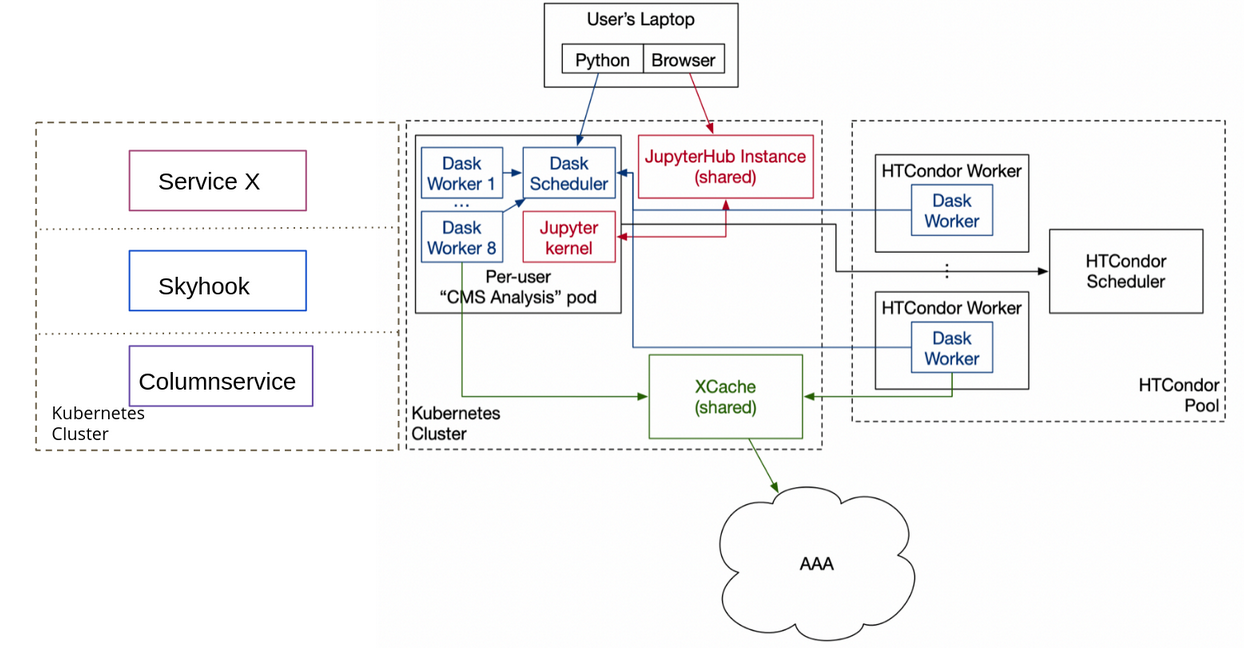 User's Laptop
Python
Browser
Service X
Skyhook
Columnservice
Kubernetes
Cluster
Dask
Worker 1
...
Dask
Worker 8
Dask
Scheduler
Jupyter
kernel
Per-user
“CMS Analysis” pod
JupyterHub Instance
(shared)
XCache
(shared)
Kubernetes
Cluster
HTCondor Worker
Dask
Worker
HTCondor Worker
Dask
Worker
HTCondor
Scheduler
HTCondor
Pool
AAA